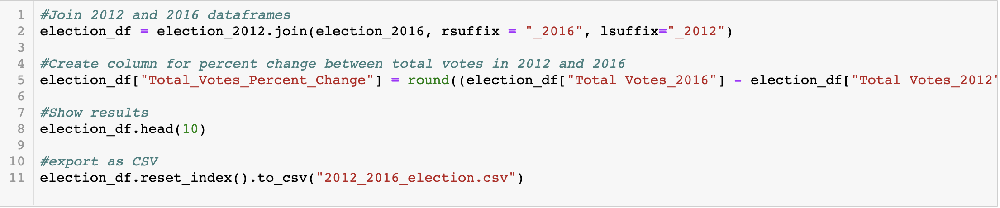 1 #Join 2012 and 2016 dataframes
2 election_df = election_2012.join(election_2016, rsuffix = "_2016", lsuffix="_2012")
3
4 #Create column for percent change between total votes in 2012 and 2016
5 election_df["Total_Votes_Percent_Change"] = round((election_df["Total Votes_2016"] - election_df["Total Votes_2012"
6
7 #Show results
8 election_df.head(10)
9
10 #export as CSV
11 election_df.reset_index().to_csv("2012_2016_election.csv")